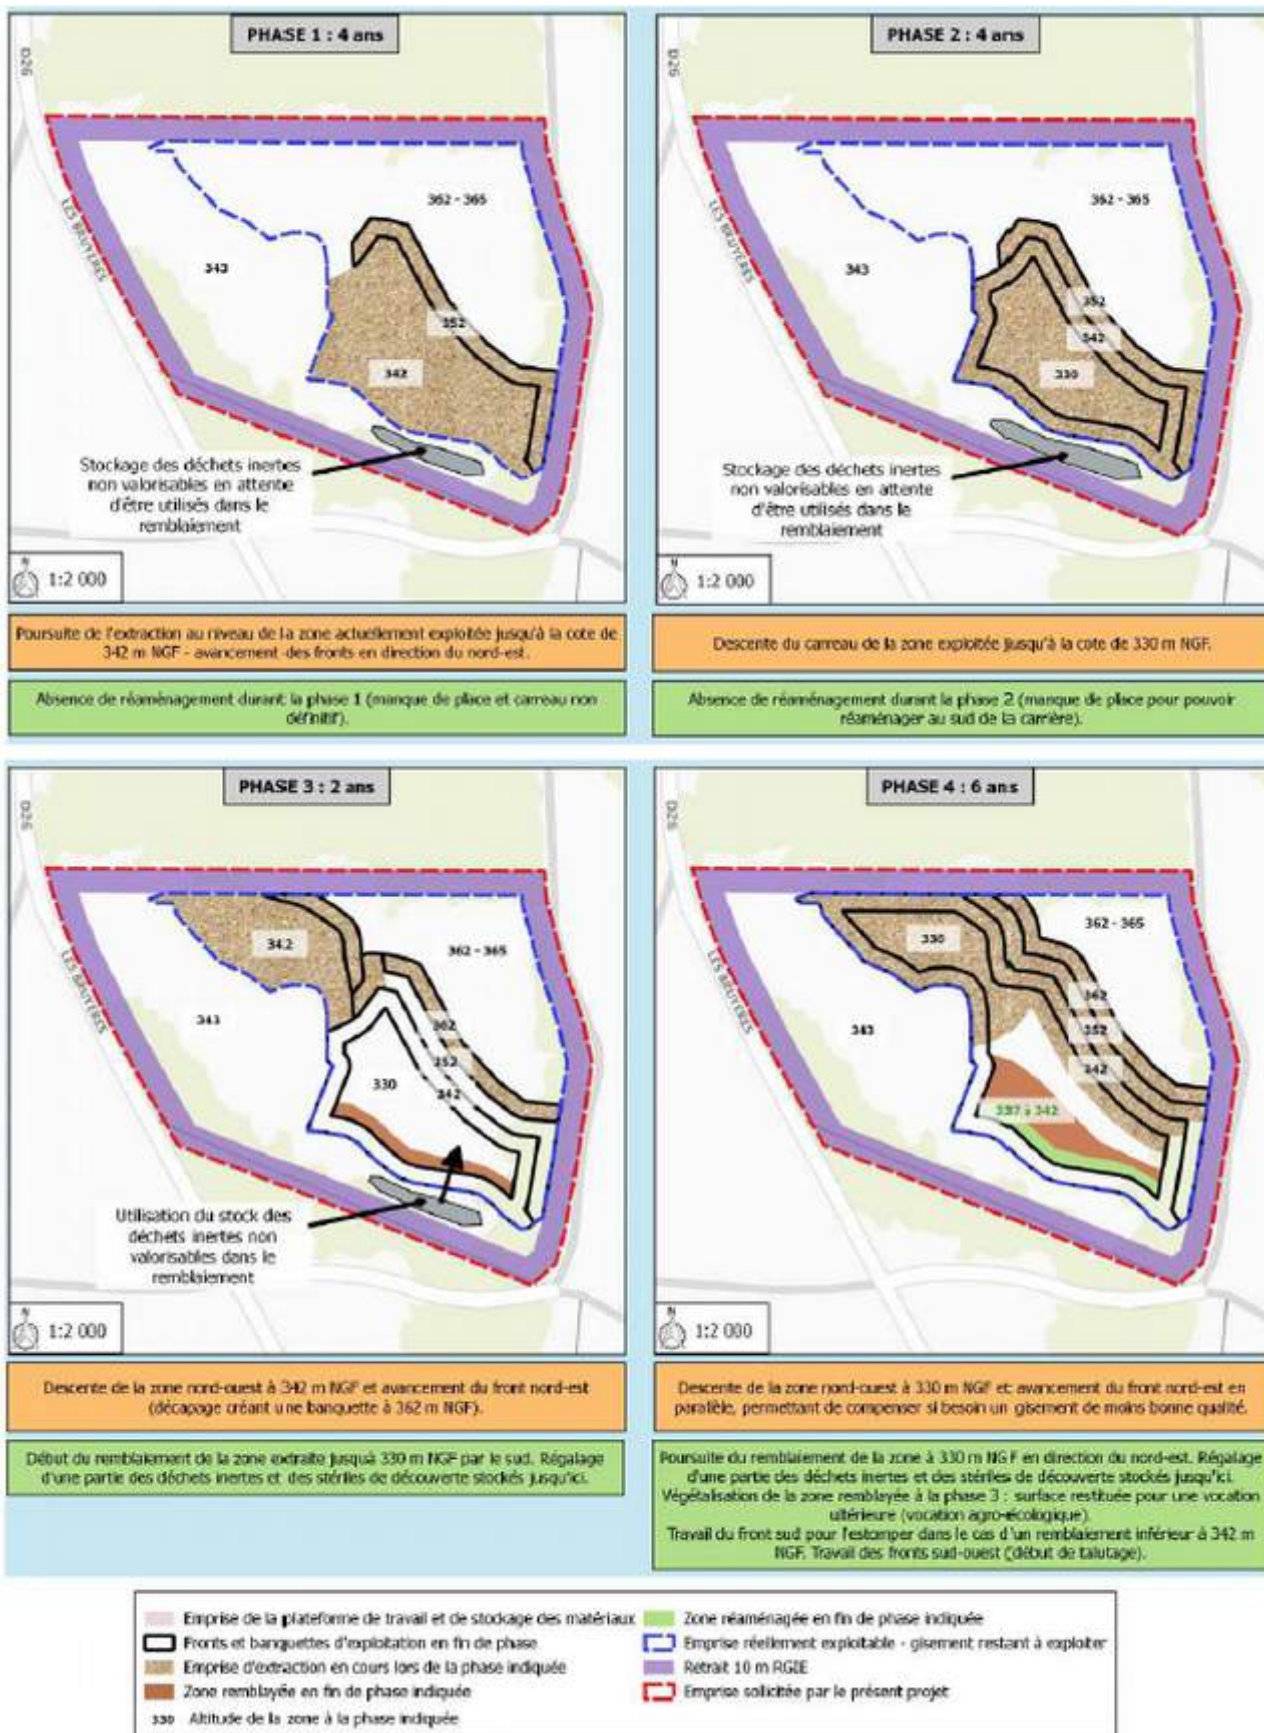 PHASE 1 : 4 ans
D26
LES BRUYERES
362 - 365
343
352
342
Stockage des déchets inertes
non valorisables en attente
d'être utilisés dans le
remblaiement
N
1:2 000
Poursuite de l'extraction au niveau de la zone actuellement exploitée jusqu'à la cote de
342 m NGF - avancement des fronts en direction du nord-est.
Absence de réaménagement durant la phase 1 (manque de place et carreau non
définitif).
PHASE 2 : 4 ans
D26
LES BRUYERES
362 - 365
343
352
342
330
Stockage des déchets inertes
non valorisables en attente
d'être utilisés dans le
remblaiement
N
1:2 000
Descente du carreau de la zone exploitée jusqu'à la cote de 330 m NGF.
Absence de réaménagement durant la phase 2 (manque de place pour pouvoir
réaménager au sud de la carrière).
PHASE 3 : 2 ans
D26
LES BRUYERES
342
362 - 365
343
362
352
342
330
Utilisation du stock des
déchets inertes non
valorisables dans le
remblaiement
N
1:2 000
Descente de la zone nord-ouest à 342 m NGF et avancement du front nord-est
(décapage créant une banquette à 362 m NGF).
Début du remblaiement de la zone extraite jusquà 330 m NGF par le sud. Régalage
d'une partie des déchets inertes et des stériles de découverte stockés jusqu'ici.
PHASE 4 : 6 ans
D26
LES BRUYERES
330
362 - 365
343
362
352
342
337 à 342
N
1:2 000
Descente de la zone nord-ouest à 330 m NGF et avancement du front nord-est en
parallèle, permettant de compenser si besoin un gisement de moins bonne qualité.
Poursuite du remblaiement de la zone à 330 m NGF en direction du nord-est. Régalage
d'une partie des déchets inertes et des stériles de découverte stockés jusqu'ici.
Végétalisation de la zone remblayée à la phase 3 : surface restituée pour une vocation
ultérieure (vocation agro-écologique).
Travail du front sud pour l'estomper dans le cas d'un remblaiement inférieur à 342 m
NGF. Travail des fronts sud-ouest (début de talutage).
Emprise de la plateforme de travail et de stockage des matériaux
Fronts et banquettes d'exploitation en fin de phase
Emprise d'extraction en cours lors de la phase indiquée
Zone remblayée en fin de phase indiquée
330 Altitude de la zone à la phase indiquée
Zone réaménagée en fin de phase indiquée
Emprise réellement exploitable - gisement restant à exploiter
Retrait 10 m RGIE
Emprise sollicitée par le présent projet